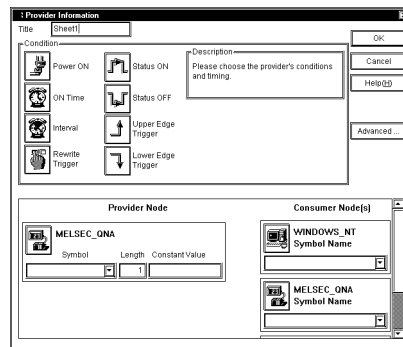 Provider Information
Title Sheet1
OK
Condition
Description
Power ON
Status ON
Please choose the provider's conditions
and timing.
Cancel
Help(H)
ON Time
Status OFF
Interval
Upper Edge
Trigger
Advanced ...
Rewrite
Trigger
Lower Edge
Trigger
Provider Node
Consumer Node(s)
MELSEC_QNA
WINDOWS_NT
Symbol Name
Symbol Length Constant Value
1
MELSEC_QNA
Symbol Name